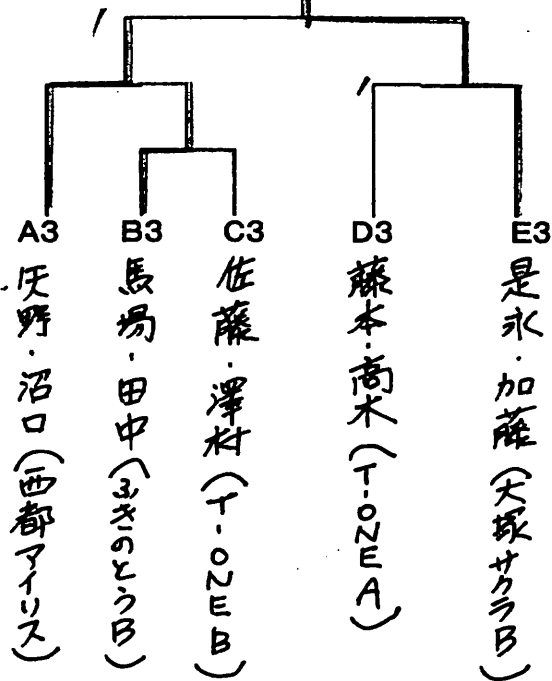 A3 B3 C3 D3 E3
矢野・沼口(西都マイリス)
馬場・田中(ふきのとうB)
佐藤・澤村(T-ONE B)
藤本・高木(T-ONE A)
是永・加藤(大塚サクラB)